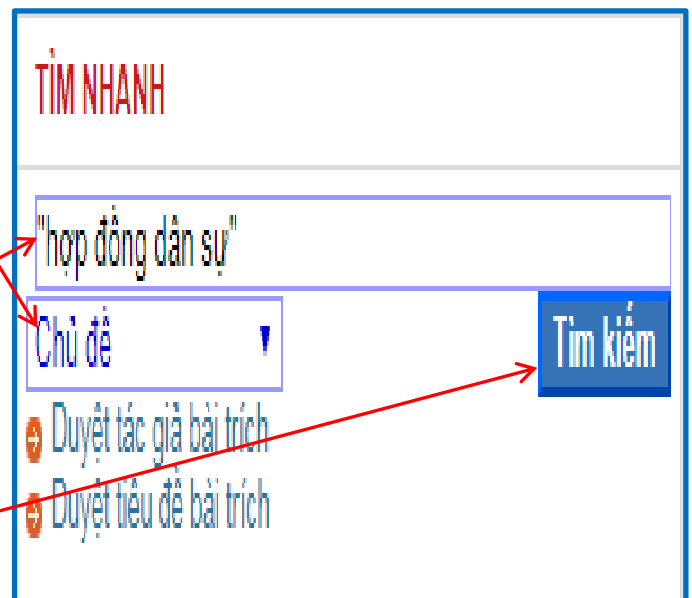 TÌM NHANH
"hợp đồng dân sự"
Chủ đề
Tìm kiếm
Duyệt tác giả bài trích
Duyệt tiêu đề bài trích